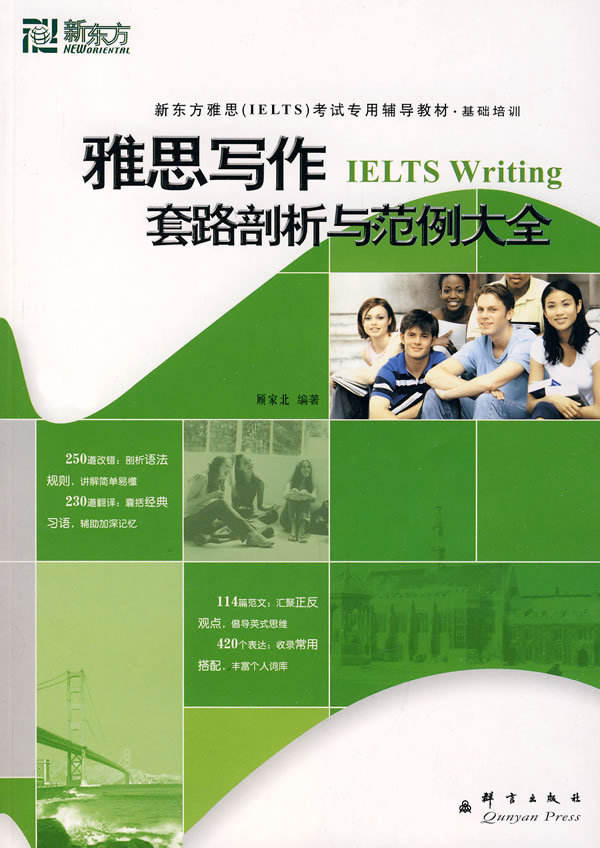 新东方
NEW ORIENTAL
新东方雅思(IELTS)考试专用辅导教材·基础培训
雅思写作 IELTS Writing
套路剖析与范例大全
顾家北 编著
250道改错：剖析语法
规则，讲解简单易懂
230道翻译：囊括经典
习语，辅助加深记忆
114篇范文：汇聚正反
观点，倡导英式思维
420个表达：收录常用
搭配，丰富个人词库
群言出版社
Qunyan Press